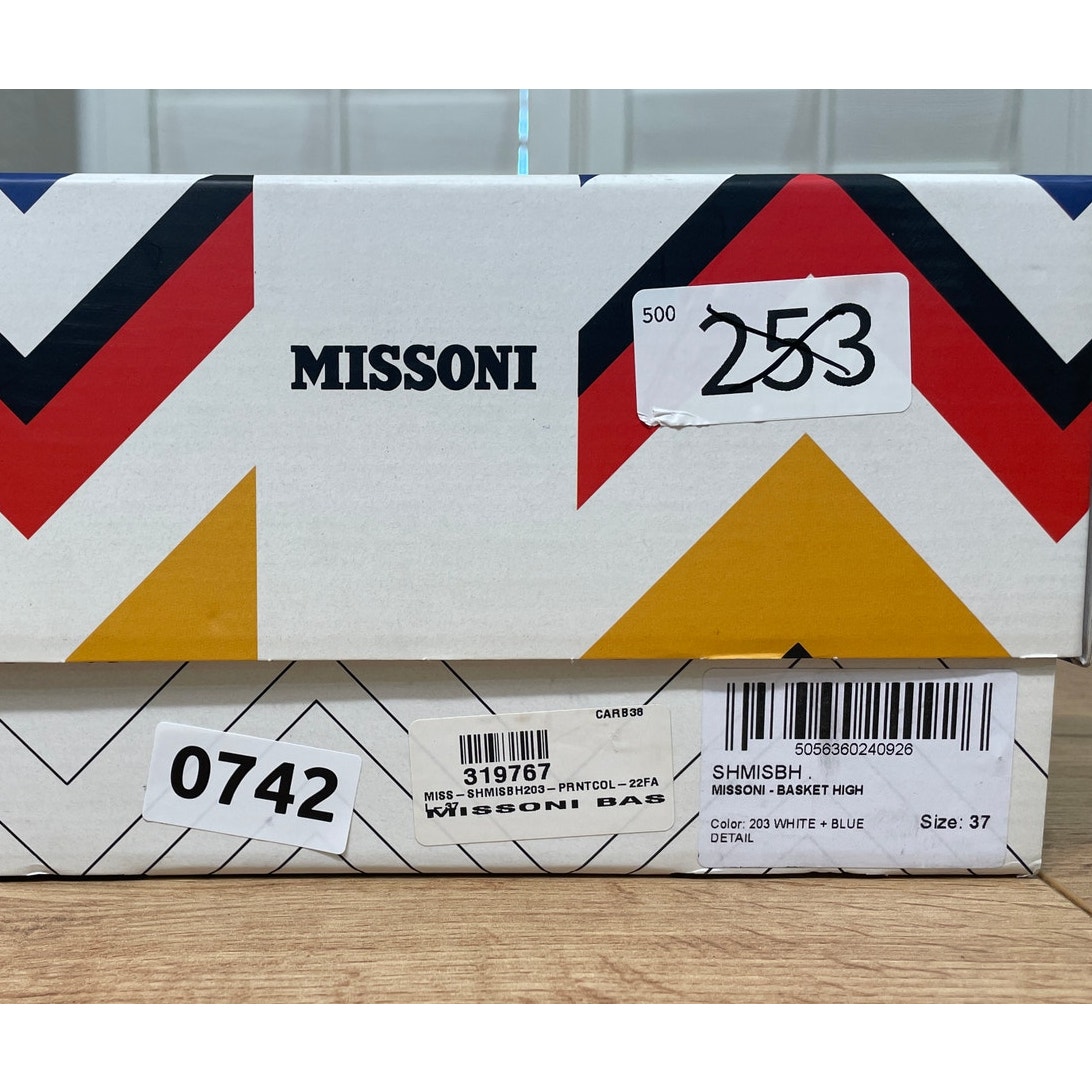 MISSONI
500
253
0742
CARB38
319767
MISS-SHMISBH203-PRNTCOL-22FA
MISSONI BAS
5056360240926
SHMISBH .
MISSONI - BASKET HIGH
Color: 203 WHITE + BLUE
DETAIL
Size: 37